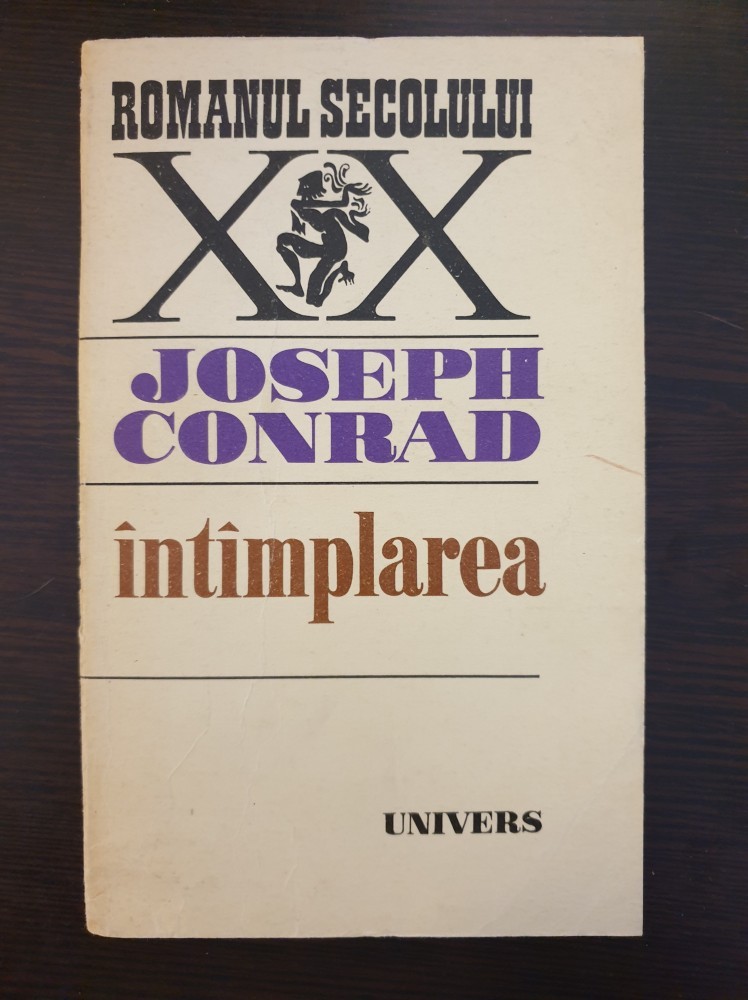 ROMANUL SECOLULUI
XX
JOSEPH
CONRAD
întîmplarea
UNIVERS